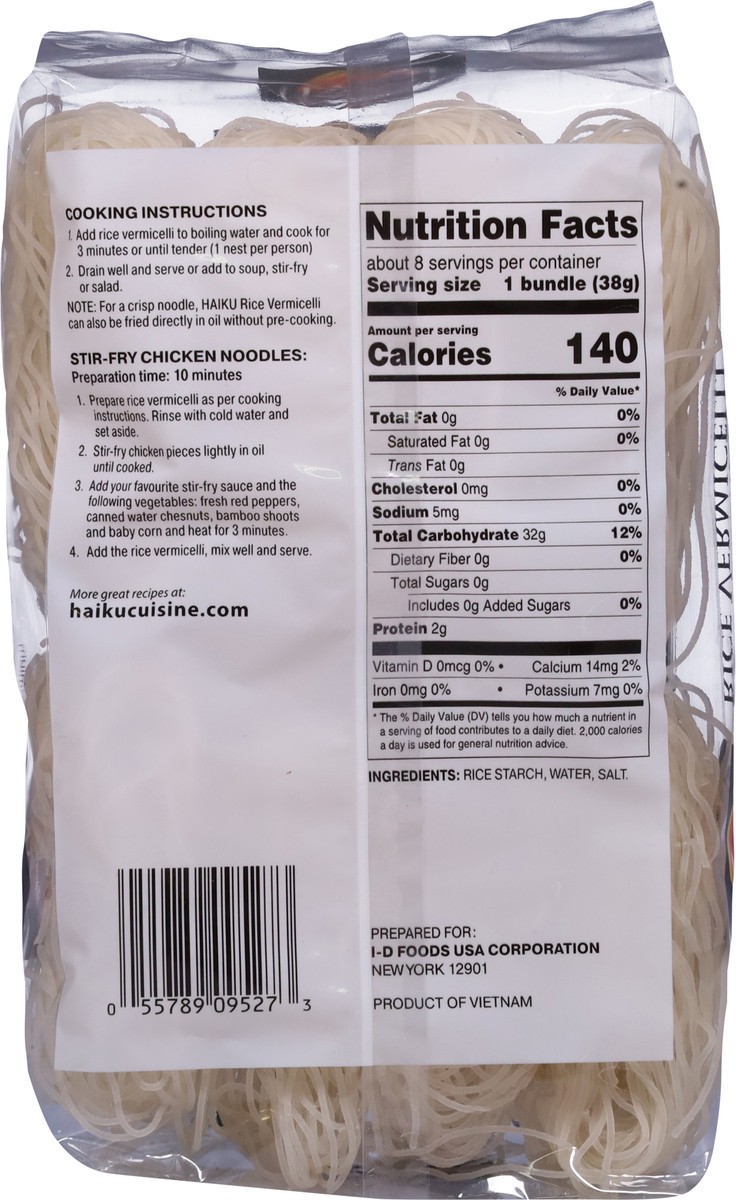 COOKING INSTRUCTIONS
1. Add rice vermicelli to boiling water and cook for
3 minutes or until tender (1 nest per person)
2. Drain well and serve or add to soup, stir-fry
or salad.
NOTE: For a crisp noodle, HAIKU Rice Vermicelli
can also be fried directly in oil without pre-cooking.
STIR-FRY CHICKEN NOODLES:
Preparation time: 10 minutes
1. Prepare rice vermicelli as per cooking
instructions. Rinse with cold water and
set aside.
2. Stir-fry chicken pieces lightly in oil
until cooked.
3. Add your favourite stir-fry sauce and the
following vegetables: fresh red peppers,
canned water chesnuts, bamboo shoots
and baby corn and heat for 3 minutes.
4. Add the rice vermicelli, mix well and serve.
More great recipes at:
haikucuisine.com
0 55789 09527 3
Nutrition Facts
about 8 servings per container
Serving size 1 bundle (38g)
Amount per serving
Calories 140
% Daily Value*
Total Fat 0g 0%
Saturated Fat 0g 0%
Trans Fat 0g
Cholesterol 0mg 0%
Sodium 5mg 0%
Total Carbohydrate 32g 12%
Dietary Fiber 0g 0%
Total Sugars 0g
Includes 0g Added Sugars 0%
Protein 2g
Vitamin D 0mcg 0% • Calcium 14mg 2%
Iron 0mg 0% • Potassium 7mg 0%
* The % Daily Value (DV) tells you how much a nutrient in
a serving of food contributes to a daily diet. 2,000 calories
a day is used for general nutrition advice.
INGREDIENTS: RICE STARCH, WATER, SALT.
PREPARED FOR:
I-D FOODS USA CORPORATION
NEW YORK 12901
PRODUCT OF VIETNAM
RICE VERMICELLI